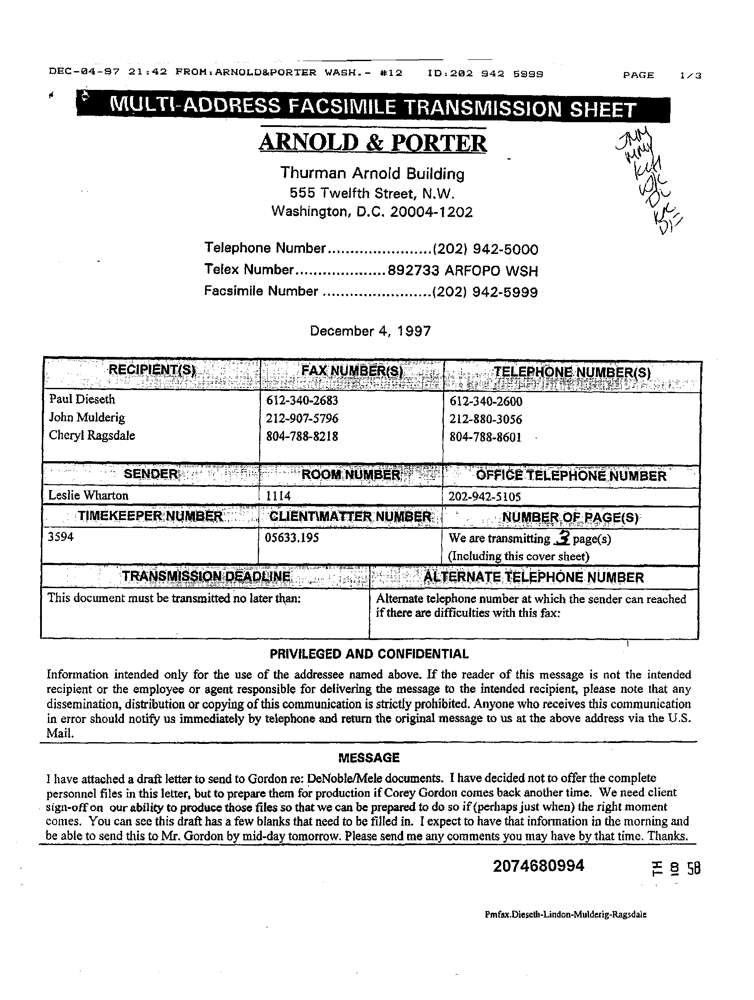 DEC-04-97 21:42 FROM:ARNOLD&PORTER WASH.- #12 ID:202 942 5999 PAGE 1/3
MULTI-ADDRESS FACSIMILE TRANSMISSION SHEET
ARNOLD & PORTER
Thurman Arnold Building
555 Twelfth Street, N.W.
Washington, D.C. 20004-1202
Telephone Number.......................(202) 942-5000
Telex Number....................892733 ARFOPO WSH
Facsimile Number ........................(202) 942-5999
December 4, 1997
RECIPIENT(S) FAX NUMBER(S) TELEPHONE NUMBER(S)
Paul Dieseth 612-340-2683 612-340-2600
John Mulderig 212-907-5796 212-880-3056
Cheryl Ragsdale 804-788-8218 804-788-8601
SENDER ROOM NUMBER OFFICE TELEPHONE NUMBER
Leslie Wharton 1114 202-942-5105
TIMEKEEPER NUMBER CLIENT\MATTER NUMBER NUMBER OF PAGE(S)
3594 05633.195 We are transmitting 3 page(s)
(Including this cover sheet)
TRANSMISSION DEADLINE ALTERNATE TELEPHONE NUMBER
This document must be transmitted no later than: Alternate telephone number at which the sender can reached
if there are difficulties with this fax:
PRIVILEGED AND CONFIDENTIAL
Information intended only for the use of the addressee named above. If the reader of this message is not the intended
recipient or the employee or agent responsible for delivering the message to the intended recipient, please note that any
dissemination, distribution or copying of this communication is strictly prohibited. Anyone who receives this communication
in error should notify us immediately by telephone and return the original message to us at the above address via the U.S.
Mail.
MESSAGE
I have attached a draft letter to send to Gordon re: DeNoble/Mele documents. I have decided not to offer the complete
personnel files in this letter, but to prepare them for production if Corey Gordon comes back another time. We need client
sign-off on our ability to produce those files so that we can be prepared to do so if (perhaps just when) the right moment
comes. You can see this draft has a few blanks that need to be filled in. I expect to have that information in the morning and
be able to send this to Mr. Gordon by mid-day tomorrow. Please send me any comments you may have by that time. Thanks.
2074680994
Pmfax.Dieseth-Lindon-Mulderig-Ragsdale